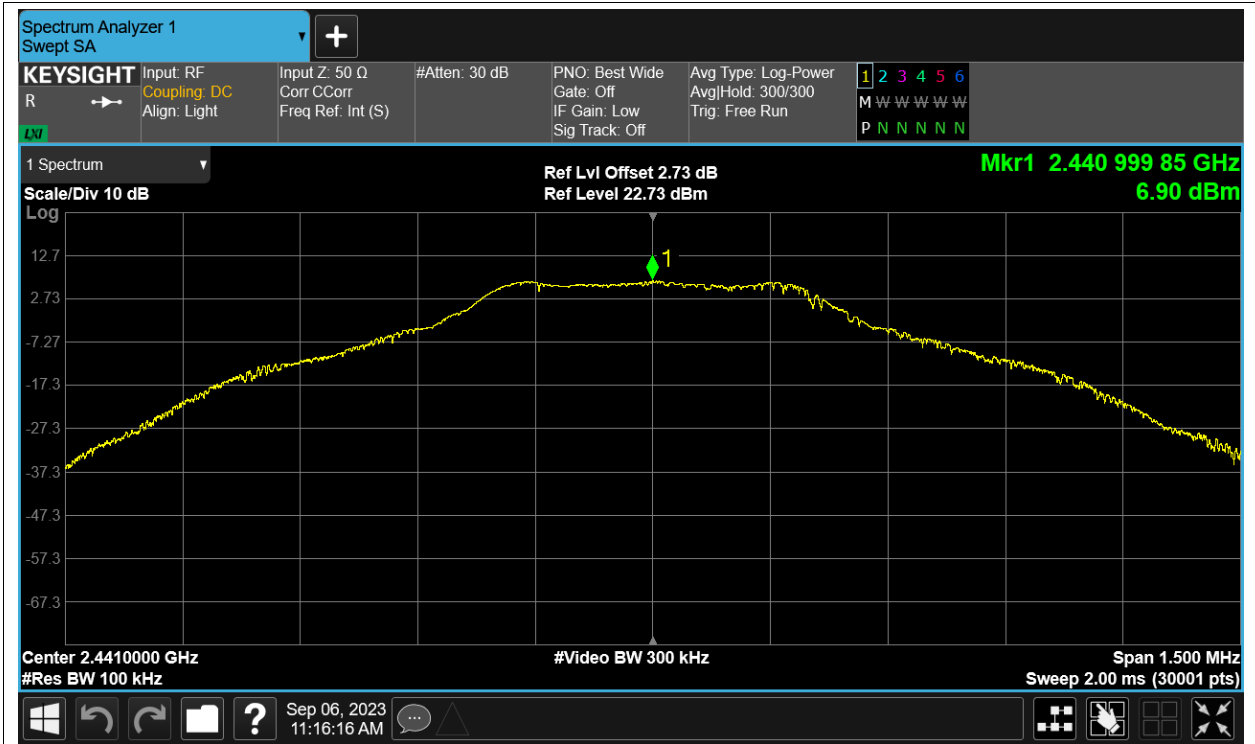 Spectrum Analyzer 1
Swept SA
KEYSIGHT
R
LXI
Input: RF
Coupling: DC
Align: Light
Input Z: 50 Ω
Corr CCorr
Freq Ref: Int (S)
#Atten: 30 dB
PNO: Best Wide
Gate: Off
IF Gain: Low
Sig Track: Off
Avg Type: Log-Power
Avg|Hold: 300/300
Trig: Free Run
1 2 3 4 5 6
M W W W W W
P N N N N N
1 Spectrum
Scale/Div 10 dB
Log
Ref Lvl Offset 2.73 dB
Ref Level 22.73 dBm
Mkr1 2.440 999 85 GHz
6.90 dBm
1
12.7
2.73
-7.27
-17.3
-27.3
-37.3
-47.3
-57.3
-67.3
Center 2.4410000 GHz
#Video BW 300 kHz
Span 1.500 MHz
#Res BW 100 kHz
Sweep 2.00 ms (30001 pts)
?
Sep 06, 2023
11:16:16 AM